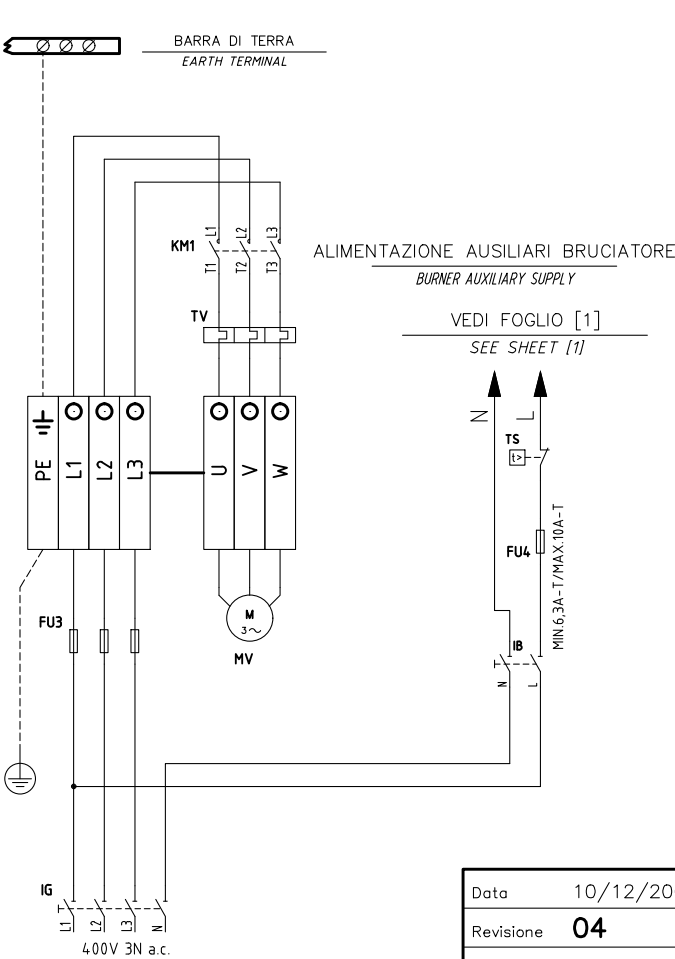 BARRA DI TERRA
EARTH TERMINAL
KM1
L1 L2 L3
T1 T2 T3
ALIMENTAZIONE AUSILIARI BRUCIATORE
BURNER AUXILIARY SUPPLY
TV
VEDI FOGLIO [1]
SEE SHEET [1]
N L
TS
t>
PE L1 L2 L3
U V W
FU4
MIN.6,3A-T/MAX.10A-T
FU3
M
3~
MV
IB
N L
IG
L1 L2 L3 N
400V 3N a.c.
Data 10/12/20
Revisione 04